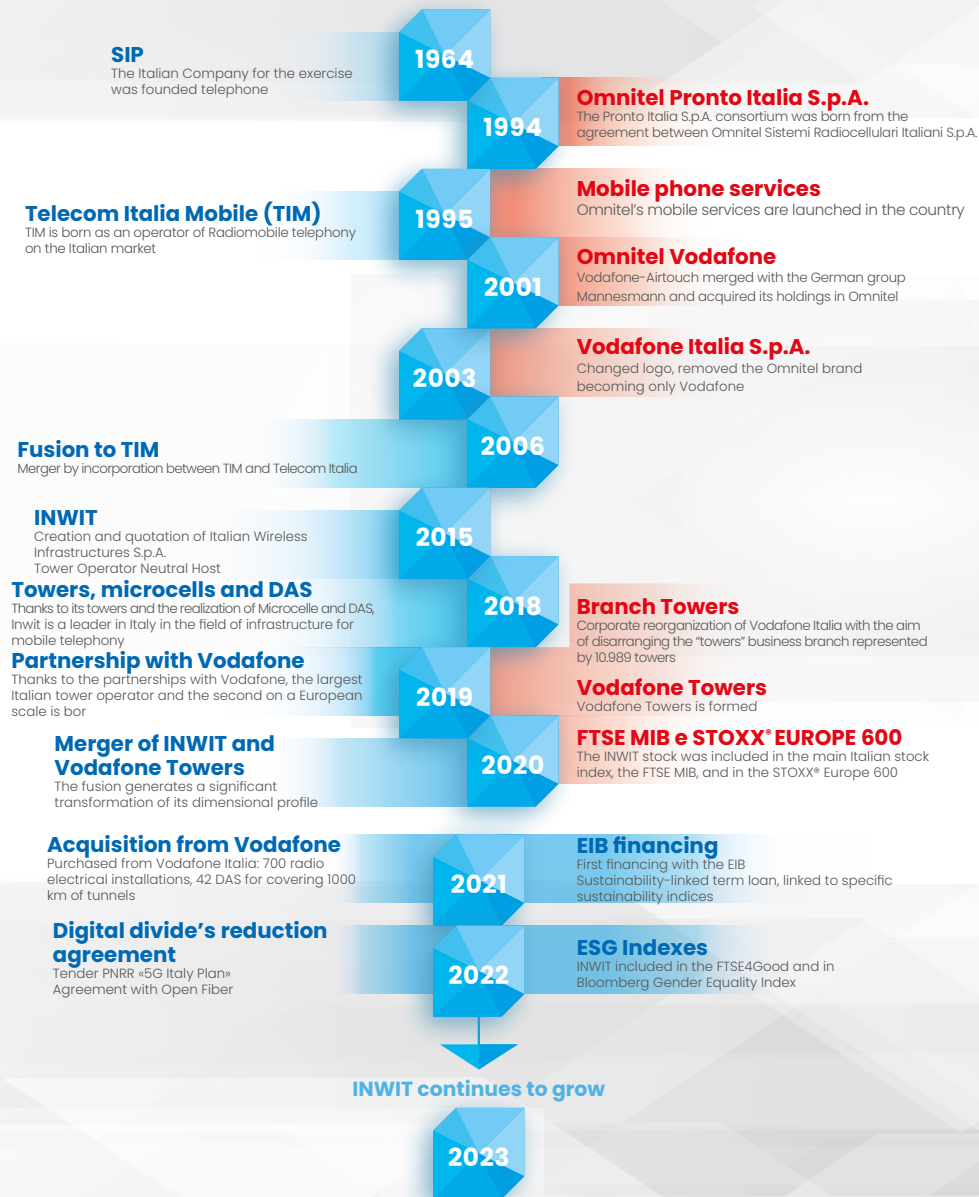 1964
SIP
The Italian Company for the exercise
was founded telephone
1994
Omnitel Pronto Italia S.p.A.
The Pronto Italia S.p.A. consortium was born from the
agreement between Omnitel Sistemi Radiocellulari Italiani S.p.A.
1995
Telecom Italia Mobile (TIM)
TIM is born as an operator of Radiomobile telephony
on the Italian market
Mobile phone services
Omnitel's mobile services are launched in the country
2001
Omnitel Vodafone
Vodafone-Airtouch merged with the German group
Mannesmann and acquired its holdings in Omnitel
2003
Vodafone Italia S.p.A.
Changed logo, removed the Omnitel brand
becoming only Vodafone
2006
Fusion to TIM
Merger by incorporation between TIM and Telecom Italia
2015
INWIT
Creation and quotation of Italian Wireless
Infrastructures S.p.A.
Tower Operator Neutral Host
2018
Towers, microcells and DAS
Thanks to its towers and the realization of Microcelle and DAS,
Inwit is a leader in Italy in the field of infrastructure for
mobile telephony
Branch Towers
Corporate reorganization of Vodafone Italia with the aim
of disarranging the "towers" business branch represented
by 10.989 towers
2019
Partnership with Vodafone
Thanks to the partnerships with Vodafone, the largest
Italian tower operator and the second on a European
scale is bor
Vodafone Towers
Vodafone Towers is formed
2020
Merger of INWIT and
Vodafone Towers
The fusion generates a significant
transformation of its dimensional profile
FTSE MIB e STOXX® EUROPE 600
The INWIT stock was included in the main Italian stock
index, the FTSE MIB, and in the STOXX® Europe 600
2021
Acquisition from Vodafone
Purchased from Vodafone Italia: 700 radio
electrical installations, 42 DAS for covering 1000
km of tunnels
EIB financing
First financing with the EIB
Sustainability-linked term loan, linked to specific
sustainability indices
2022
Digital divide's reduction
agreement
Tender PNRR «5G Italy Plan»
Agreement with Open Fiber
ESG Indexes
INWIT included in the FTSE4Good and in
Bloomberg Gender Equality Index
INWIT continues to grow
2023